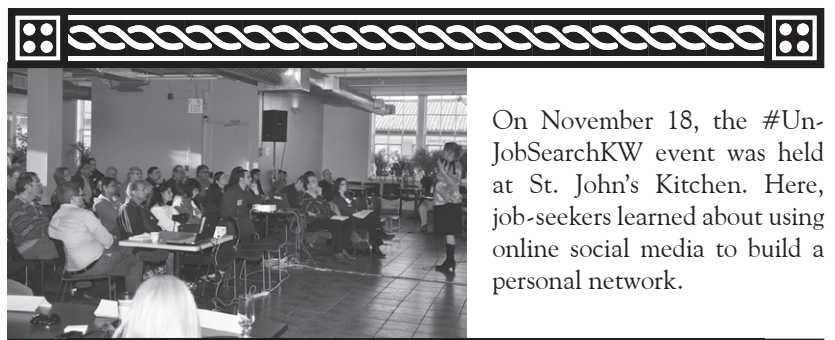 On November 18, the #Un-
JobSearchKW event was held
at St. John's Kitchen. Here,
job-seekers learned about using
online social media to build a
personal network.